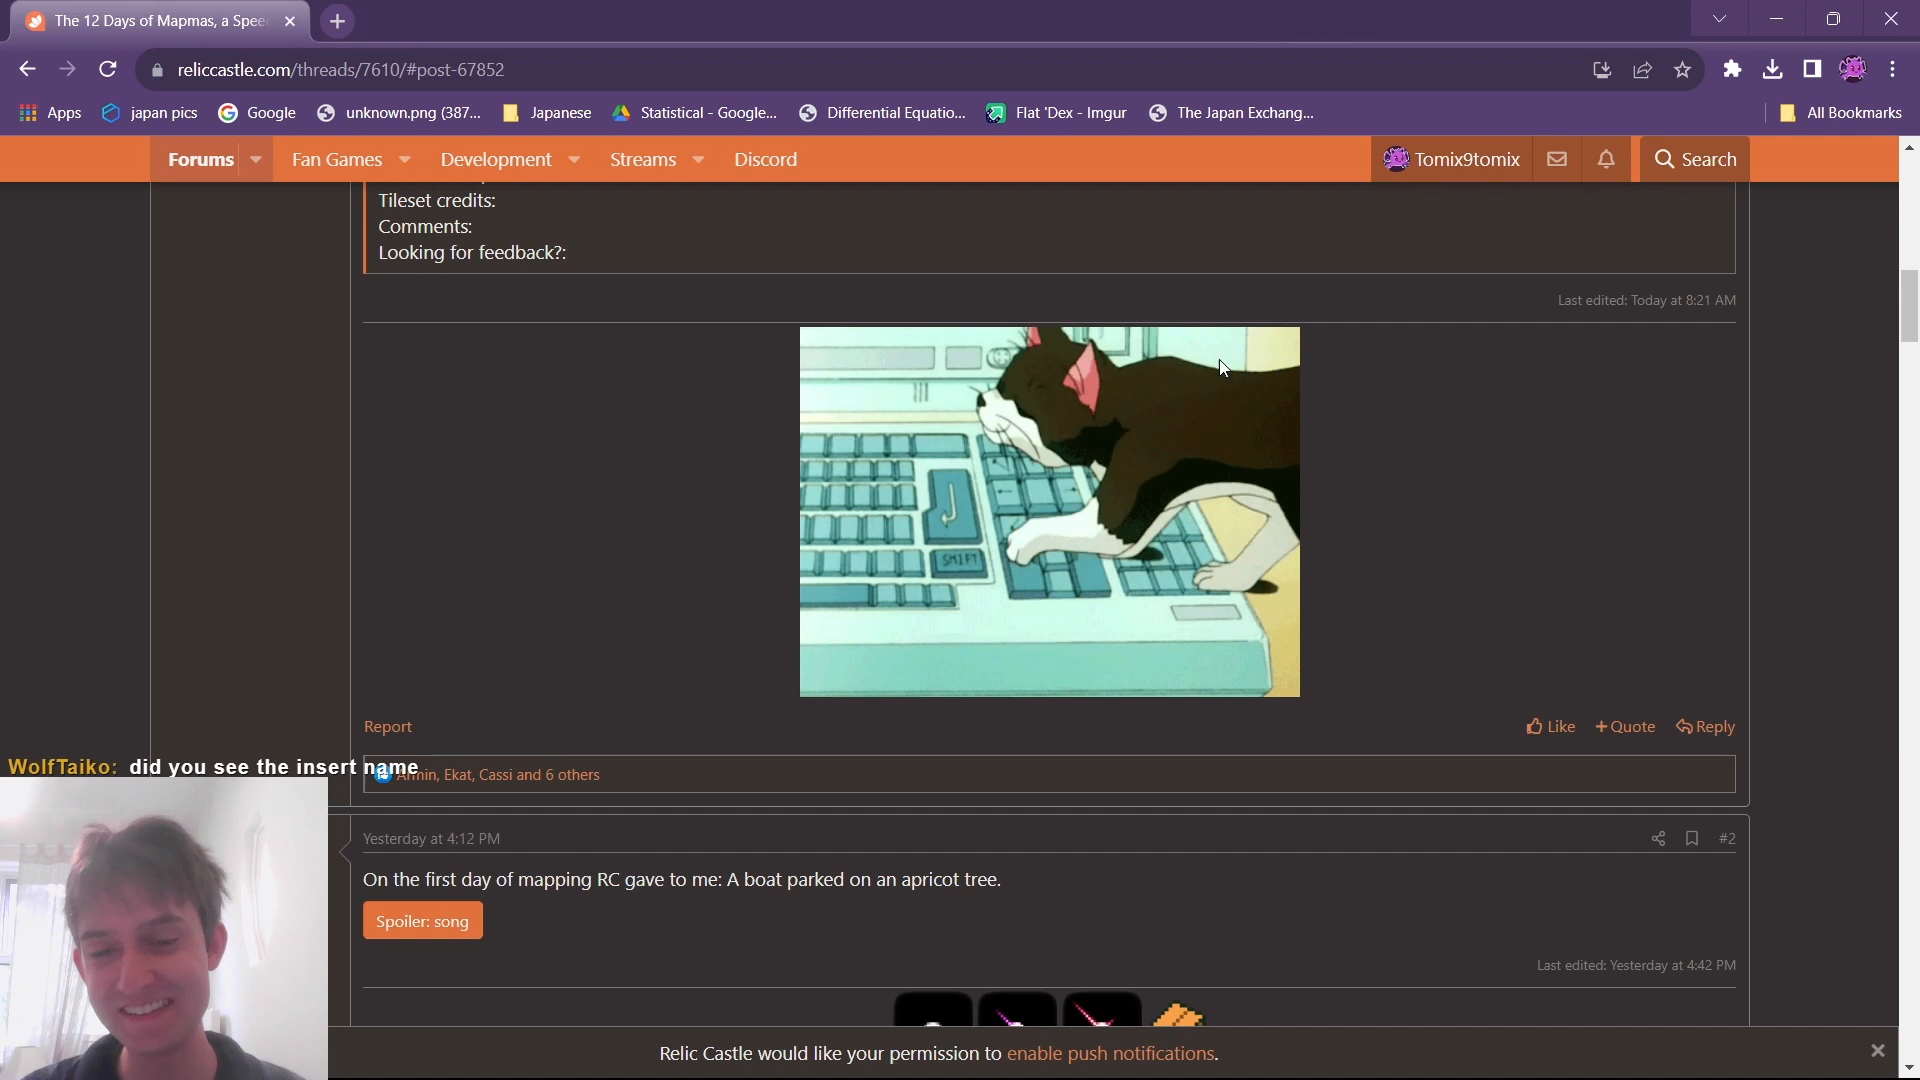 The 12 Days of Mapmas, a Spee
reliccastle.com/threads/7610/#post-67852
Apps japan pics Google unknown.png (387... Japanese Statistical - Google... Differential Equatio... Flat 'Dex - Imgur The Japan Exchang... All Bookmarks
Forums Fan Games Development Streams Discord Tomix9tomix Search
Tileset credits:
Comments:
Looking for feedback?:
Last edited: Today at 8:21 AM
SHIFT
Report Like +Quote Reply
WolfTaiko: did you see the insert name
Armin, Ekat, Cassi and 6 others
Yesterday at 4:12 PM #2
On the first day of mapping RC gave to me: A boat parked on an apricot tree.
Spoiler: song
Last edited: Yesterday at 4:42 PM
Relic Castle would like your permission to enable push notifications.